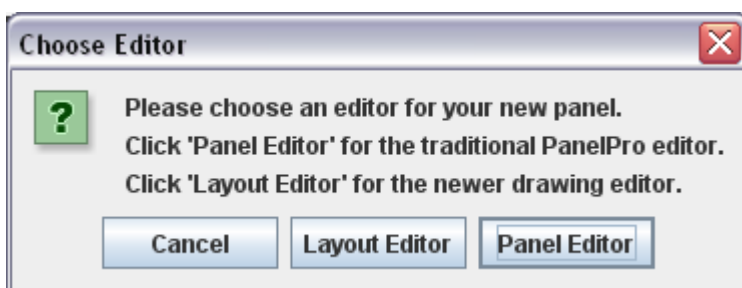 Choose Editor
?
Please choose an editor for your new panel.
Click 'Panel Editor' for the traditional PanelPro editor.
Click 'Layout Editor' for the newer drawing editor.
Cancel Layout Editor Panel Editor